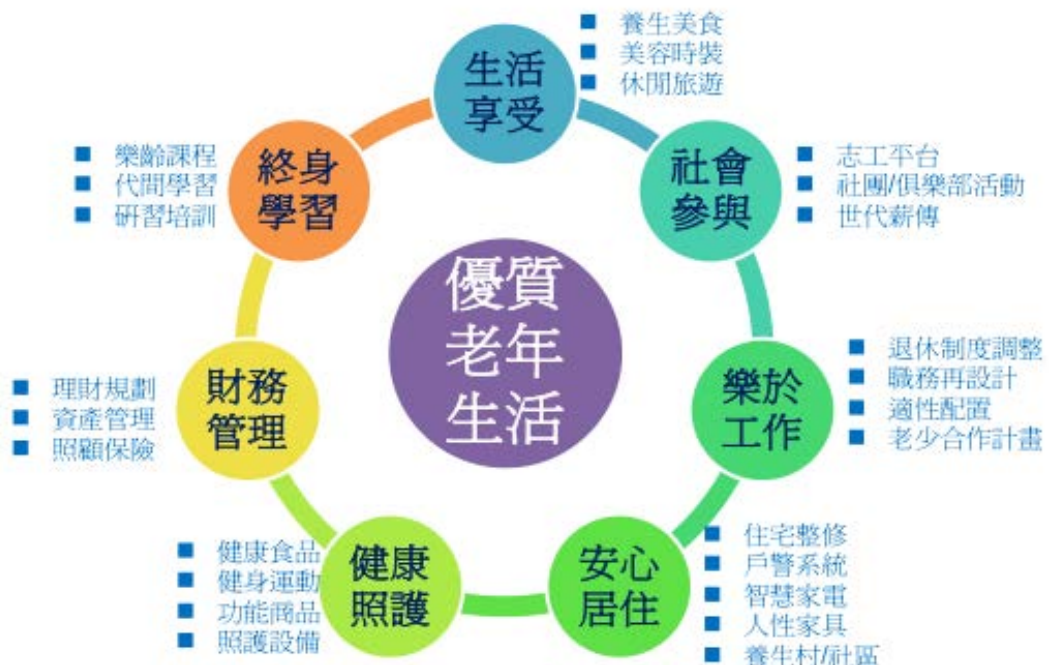 優質
老年
生活
生活
享受
養生美食
美容時裝
休閒旅遊
社會
參與
志工平台
社團/俱樂部活動
世代薪傳
樂於
工作
退休制度調整
職務再設計
適性配置
老少合作計畫
安心
居住
住宅整修
戶警系統
智慧家電
人性家具
養生村/社區
健康
照護
健康食品
健身運動
功能商品
照護設備
財務
管理
理財規劃
資產管理
照顧保險
終身
學習
樂齡課程
代間學習
研習培訓